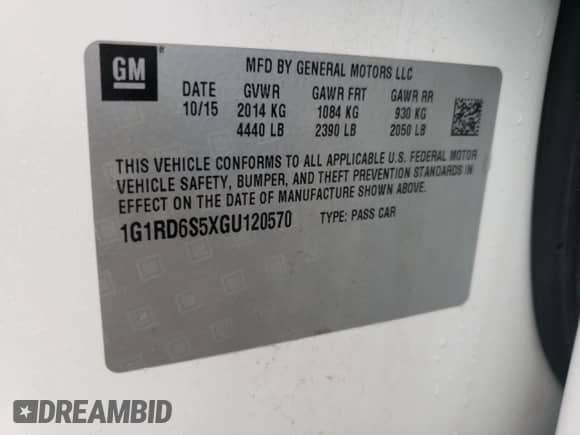 GM
MFD BY GENERAL MOTORS LLC
DATE GVWR GAWR FRT GAWR RR
10/15 2014 KG 1084 KG 930 KG
4440 LB 2390 LB 2050 LB
THIS VEHICLE CONFORMS TO ALL APPLICABLE U.S. FEDERAL MOTOR
VEHICLE SAFETY, BUMPER, AND THEFT PREVENTION STANDARDS IN
EFFECT ON THE DATE OF MANUFACTURE SHOWN ABOVE.
1G1RD6S5XGU120570 TYPE: PASS CAR
DREAMBID